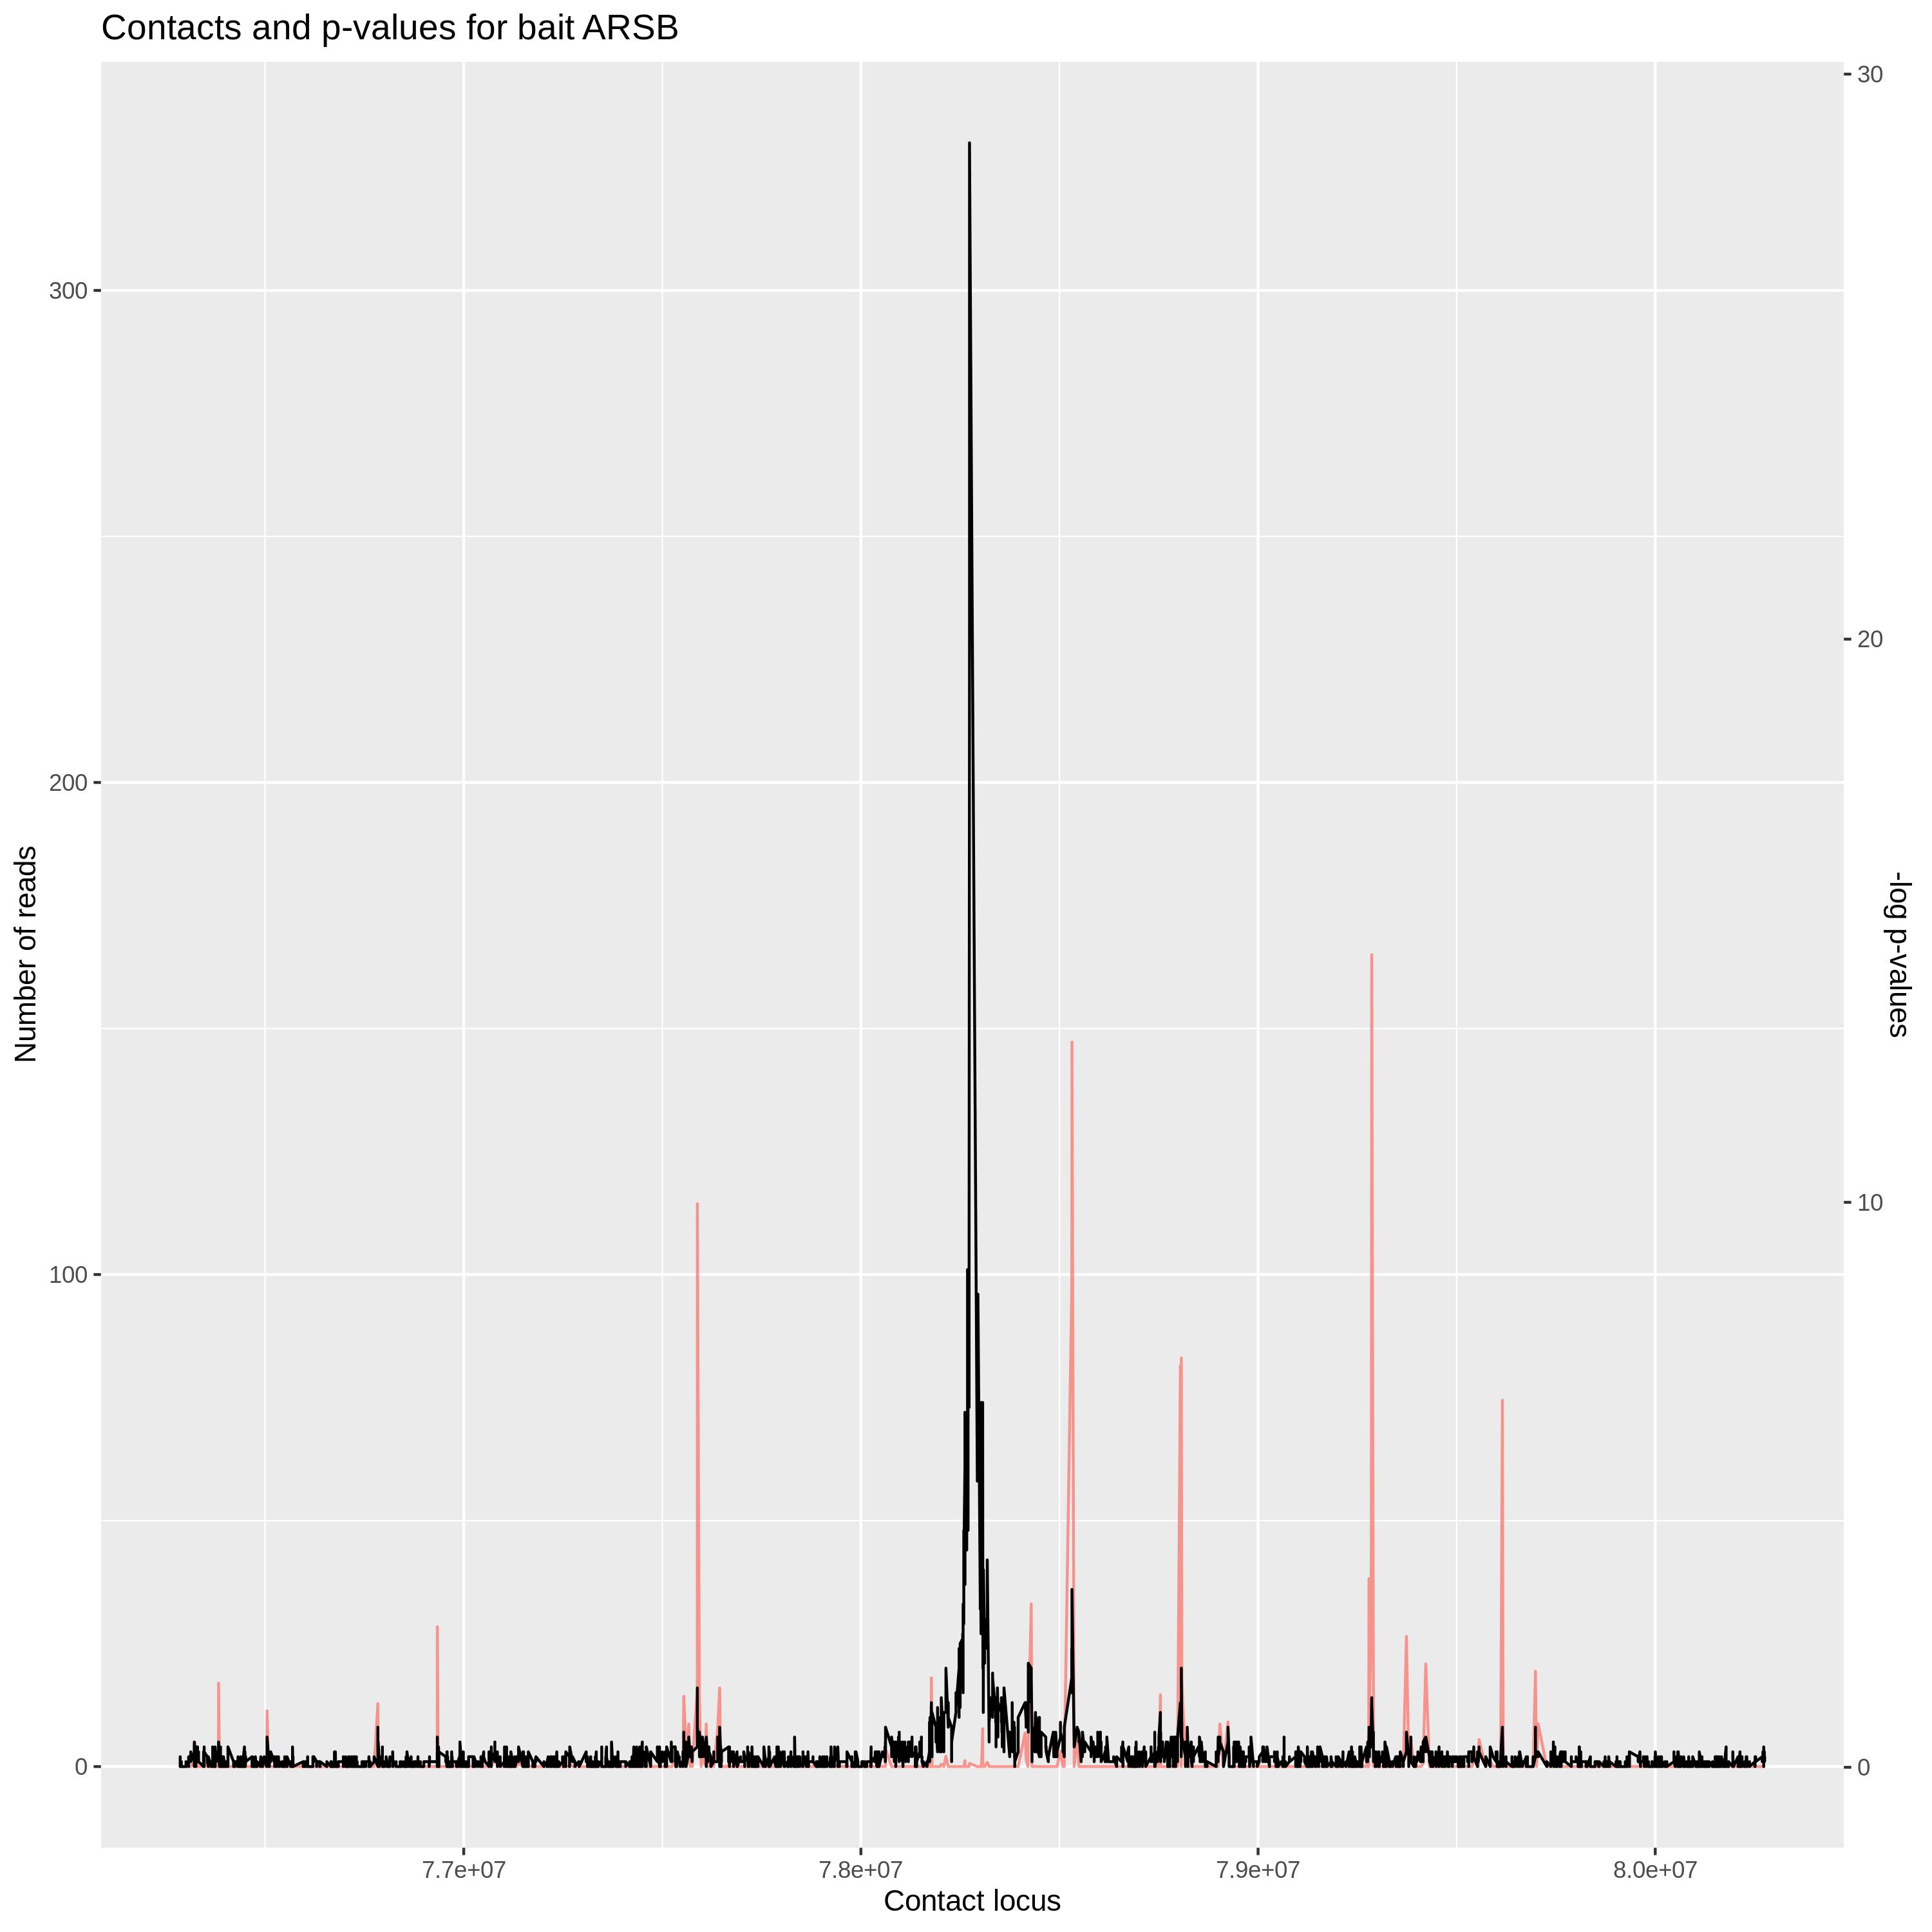 Contacts and p-values for bait ARSB
30
300
20
200
Number of reads
-log p-values
10
100
0
0
7.7e+07
7.8e+07
7.9e+07
8.0e+07
Contact locus